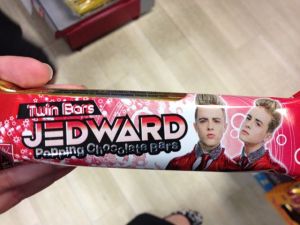 Twin Bars
JEDWARD
Popping Chocolate Bars